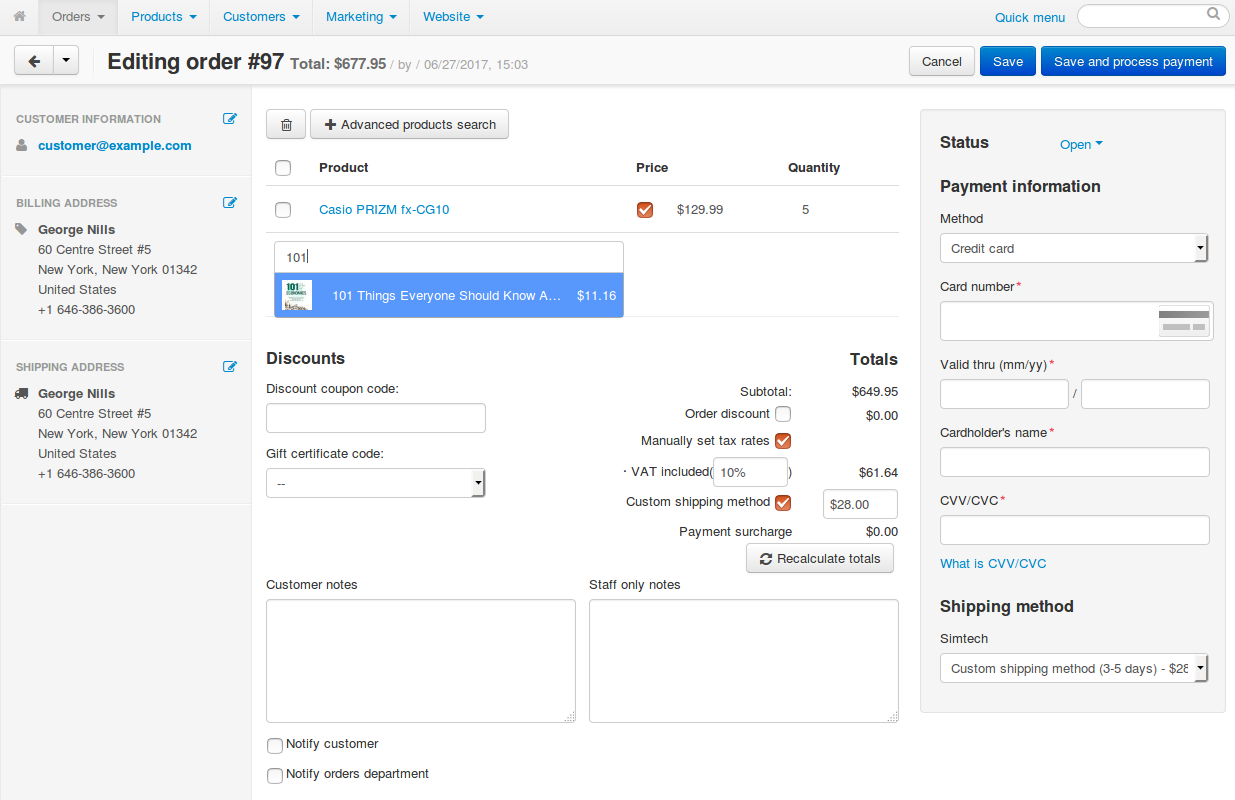 Orders Products Customers Marketing Website Quick menu
Editing order #97 Total: $677.95 / by / 06/27/2017, 15:03 Cancel Save Save and process payment
CUSTOMER INFORMATION
customer@example.com
BILLING ADDRESS
George Nills
60 Centre Street #5
New York, New York 01342
United States
+1 646-386-3600
SHIPPING ADDRESS
George Nills
60 Centre Street #5
New York, New York 01342
United States
+1 646-386-3600
Advanced products search
Product Price Quantity
Casio PRIZM fx-CG10 $129.99 5
101
101 Things Everyone Should Know A... $11.16
Discounts
Discount coupon code:
Gift certificate code:
--
Totals
Subtotal: $649.95
Order discount $0.00
Manually set tax rates
· VAT included( 10% ) $61.64
Custom shipping method $28.00
Payment surcharge $0.00
Recalculate totals
Customer notes
Staff only notes
Notify customer
Notify orders department
Status Open
Payment information
Method
Credit card
Card number*
Valid thru (mm/yy)*
/
Cardholder's name*
CVV/CVC*
What is CVV/CVC
Shipping method
Simtech
Custom shipping method (3-5 days) - $28